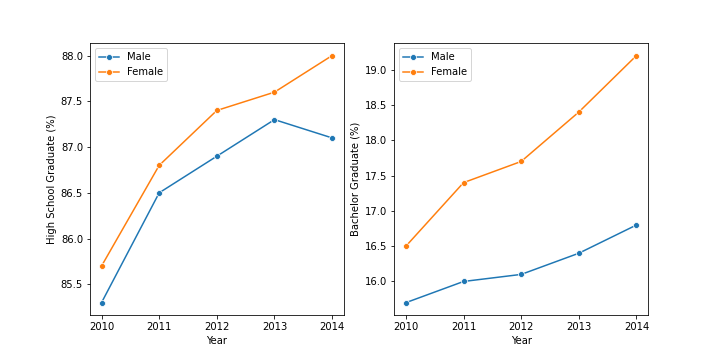 High School Graduate (%)
88.0
87.5
87.0
86.5
86.0
85.5
Male
Female
2010 2011 2012 2013 2014
Year
Bachelor Graduate (%)
19.0
18.5
18.0
17.5
17.0
16.5
16.0
Male
Female
2010 2011 2012 2013 2014
Year